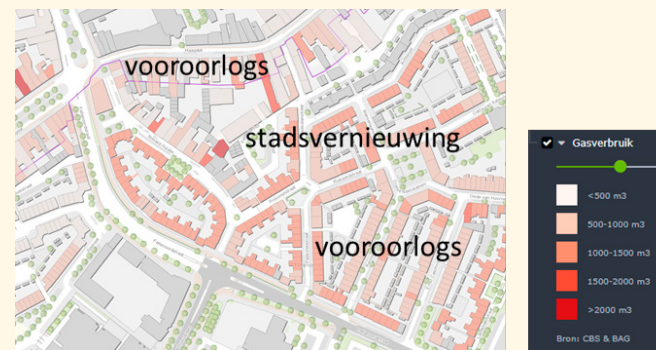 vooroorlogs
stadsvernieuwing
vooroorlogs
Gasverbruik
<500 m3
500-1000 m3
1000-1500 m3
1500-2000 m3
>2000 m3
Bron: CBS & BAG